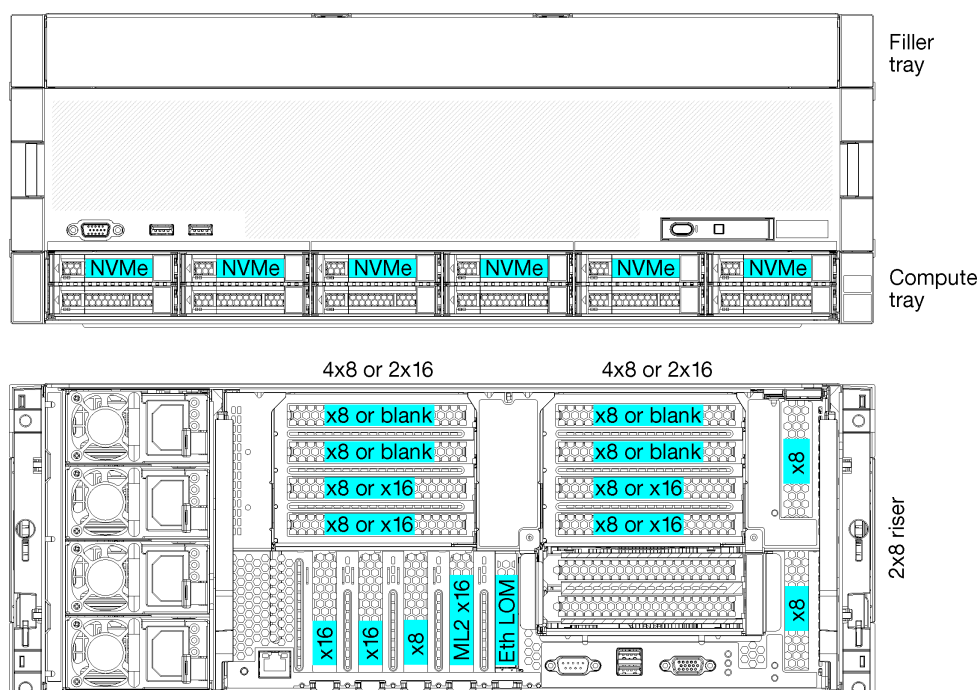 Filler
tray
NVMe NVMe NVMe NVMe NVMe NVMe
Compute
tray
4x8 or 2x16 4x8 or 2x16
x8 or blank x8 or blank
x8 or blank x8 or blank
x8 or x16 x8 or x16
x8 or x16 x8 or x16
x8
2x8 riser
x16 x16 x8 ML2 x16 Eth LOM x8